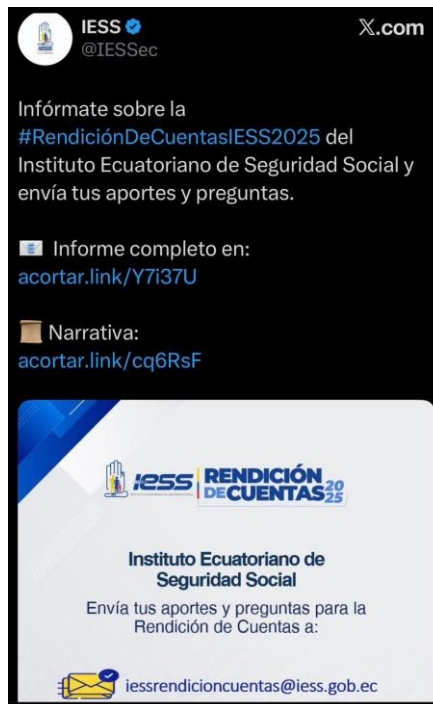 IESS
X.com
@IESSec
Infórmate sobre la
#RendiciónDeCuentasIESS2025 del
Instituto Ecuatoriano de Seguridad Social y
envía tus aportes y preguntas.
Informe completo en:
acortar.link/Y7i37U
Narrativa:
acortar.link/cq6RsF
IESS RENDICIÓN
DE CUENTAS 2025
Instituto Ecuatoriano de
Seguridad Social
Envía tus aportes y preguntas para la
Rendición de Cuentas a:
iessrendicioncuentas@iess.gob.ec